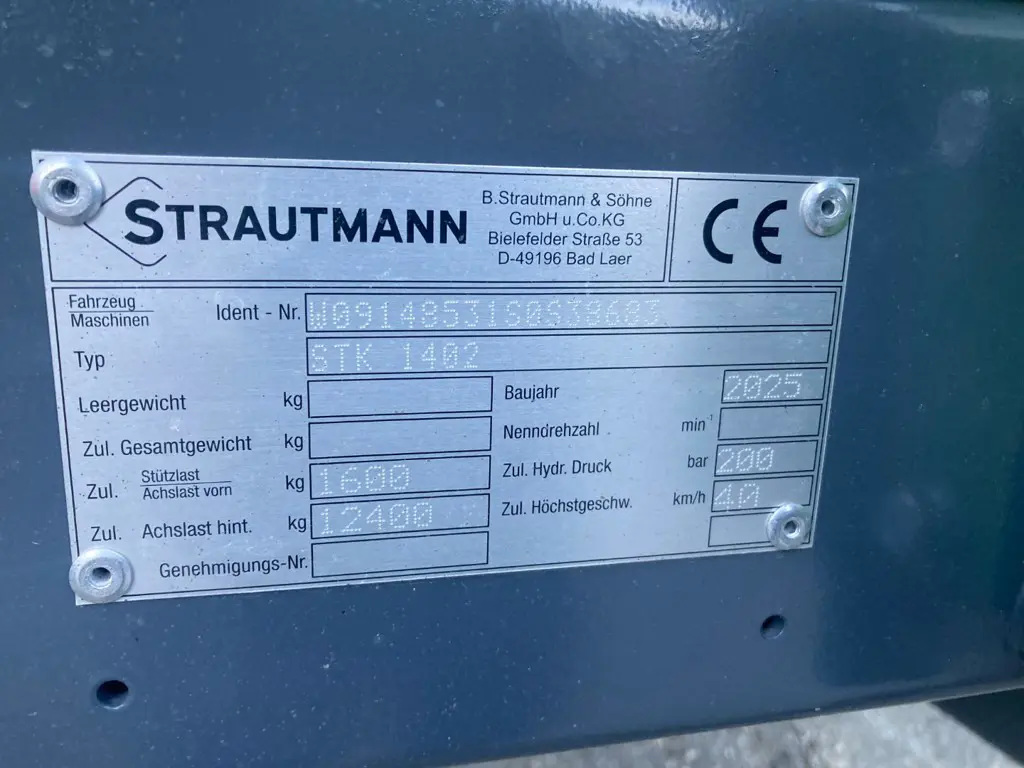 STRAUTMANN
B.Strautmann & Söhne
GmbH u.Co.KG
Bielefelder Straße 53
D-49196 Bad Laer
CE
Fahrzeug
Maschinen
Ident - Nr. W09148531S0S38683
Typ STK 1402
Leergewicht kg
Baujahr 2025
Zul. Gesamtgewicht kg
Nenndrehzahl min⁻¹
Zul. Stützlast
Achslast vorn kg 1600
Zul. Hydr. Druck bar 200
Zul. Achslast hint. kg 12400
Zul. Höchstgeschw. km/h 40
Genehmigungs-Nr.